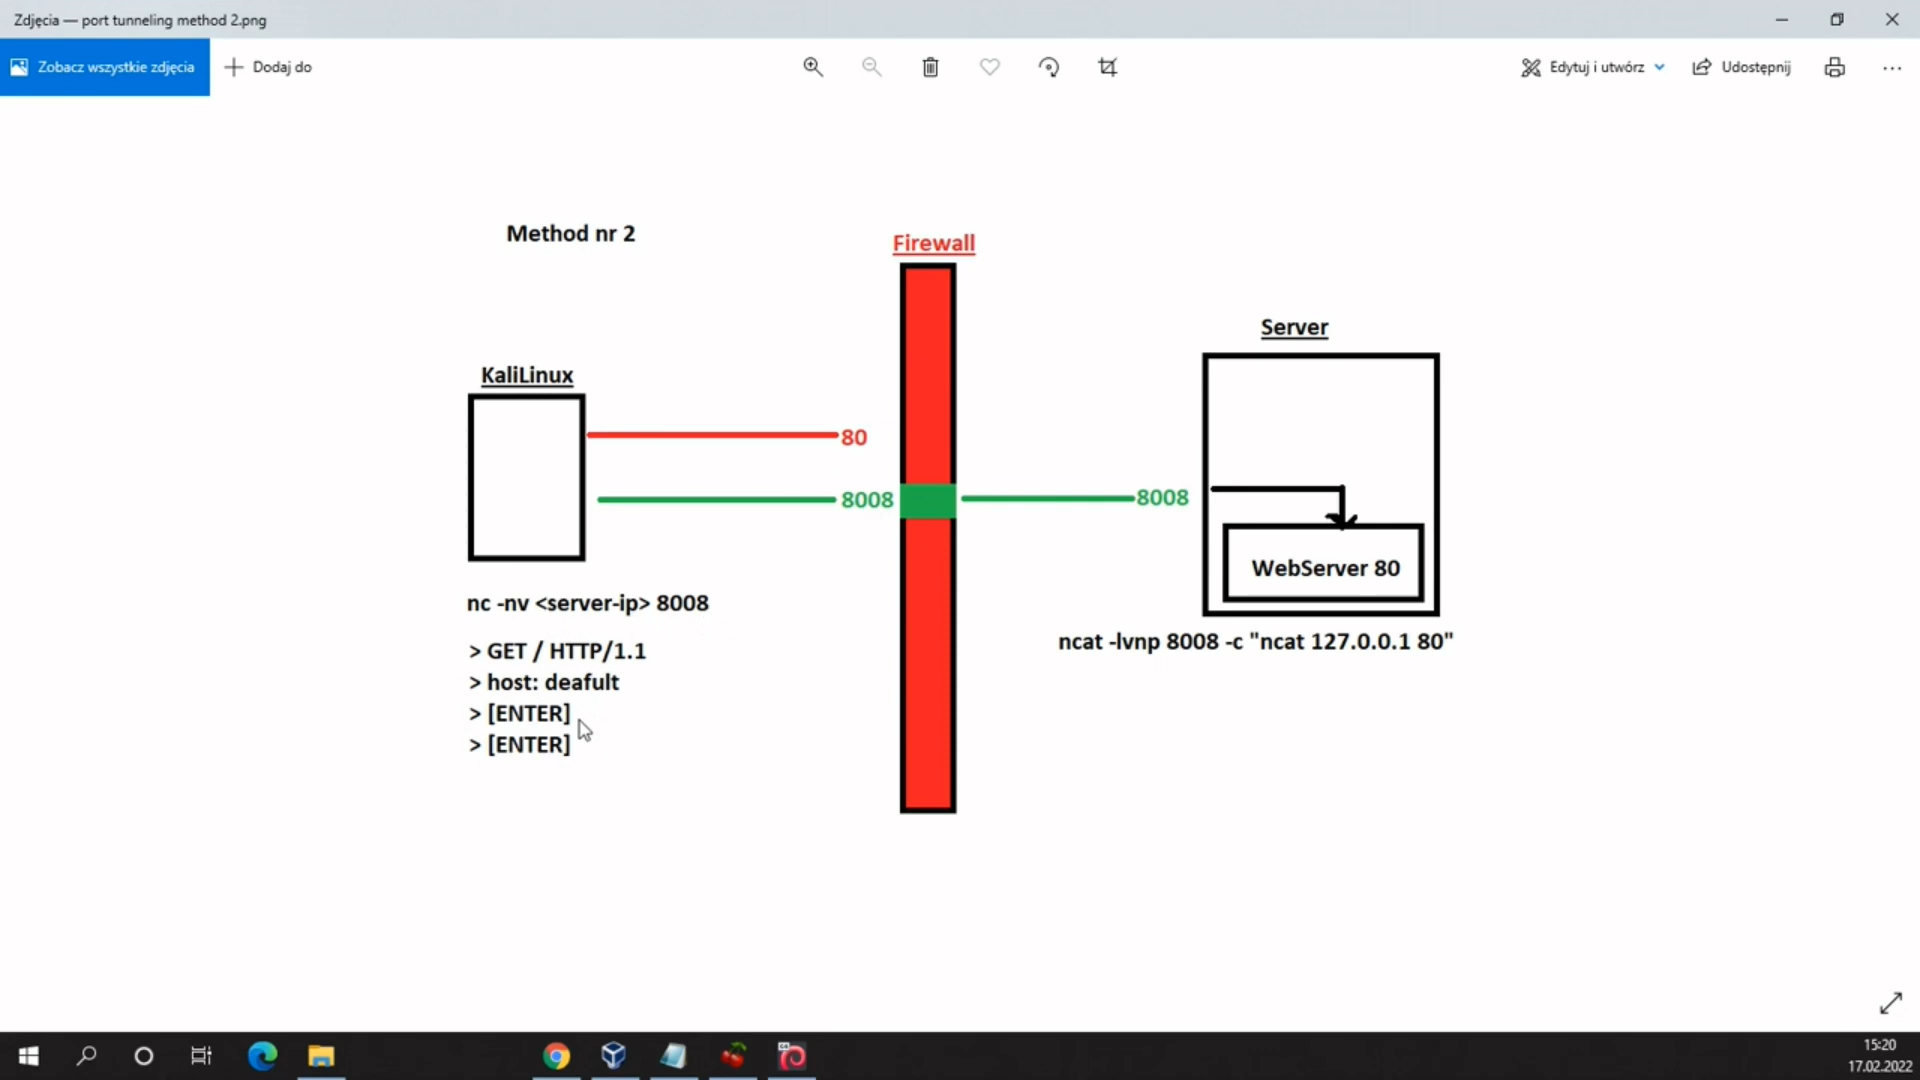 Zdjęcia — port tunneling method 2.png
Zobacz wszystkie zdjęcia
Dodaj do
Edytuj i utwórz
Udostępnij
Method nr 2
Firewall
Server
KaliLinux
80
8008
8008
WebServer 80
nc -nv <server-ip> 8008
ncat -lvnp 8008 -c "ncat 127.0.0.1 80"
> GET / HTTP/1.1
> host: deafult
> [ENTER]
> [ENTER]
15:20
17.02.2022